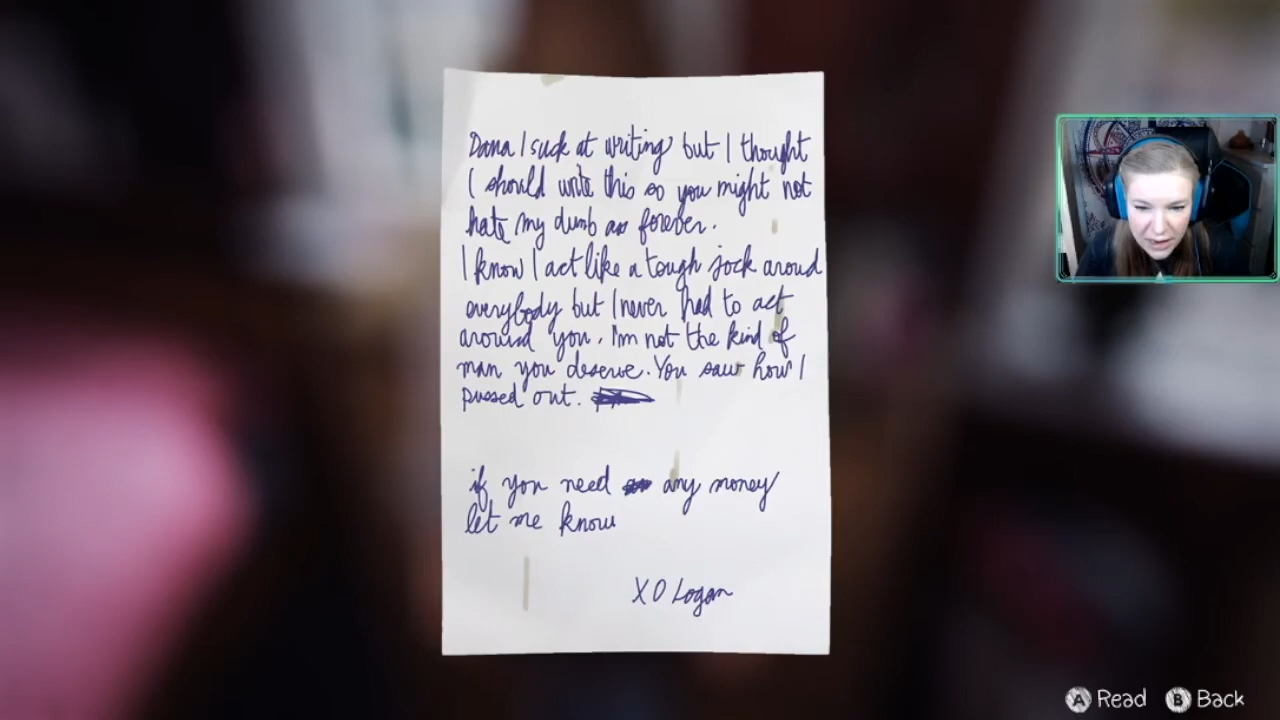 Dana I suck at writing but I thought
I should write this so you might not
hate my dumb ass forever.
I know I act like a tough jock aroud
everybody but I never had to act
around you. I'm not the kind of
man you deserve. You saw how I
pussed out.
if you need any money
let me know
XO Logan
A Read B Back